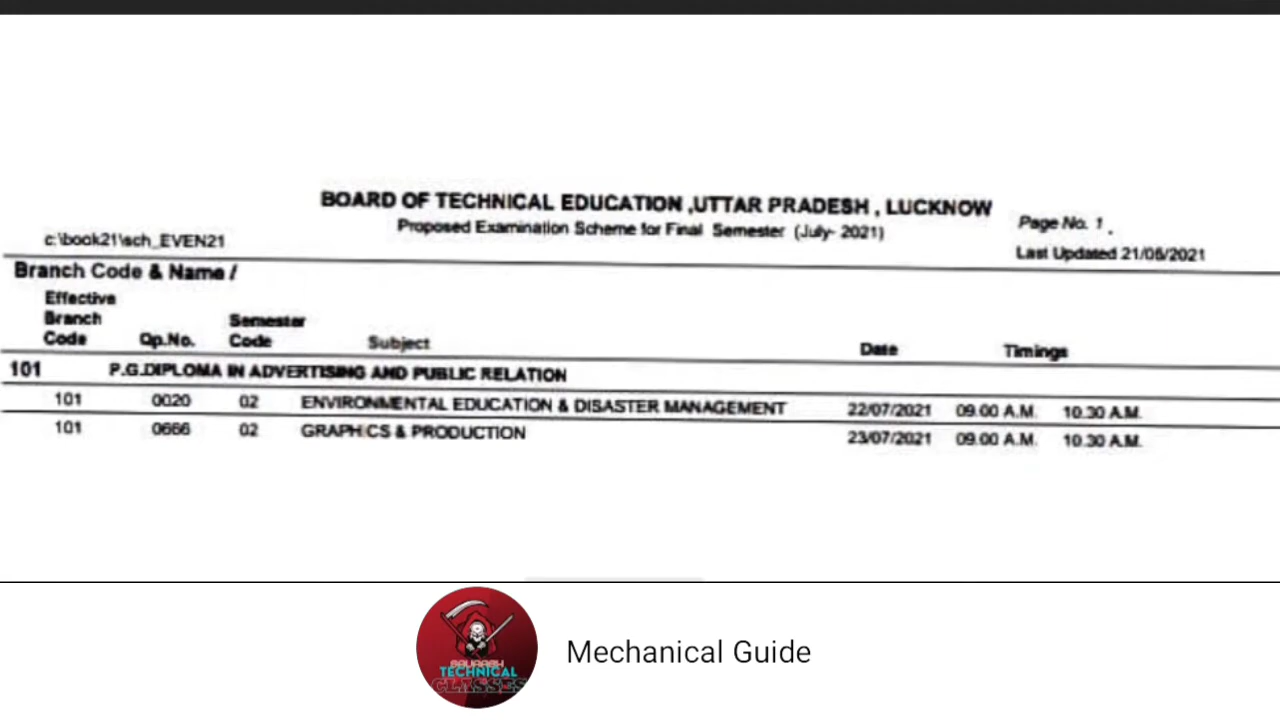 BOARD OF TECHNICAL EDUCATION ,UTTAR PRADESH , LUCKNOW
Proposed Examination Scheme for Final Semester (July- 2021)
Page No. 1
c:\book21\sch_EVEN21
Last Updated 21/06/2021
Branch Code & Name /
Effective
Branch
Code Qp.No. Semester
Code Subject Date Timings
101 P.G.DIPLOMA IN ADVERTISING AND PUBLIC RELATION
101 0020 02 ENVIRONMENTAL EDUCATION & DISASTER MANAGEMENT 22/07/2021 09.00 A.M. 10.30 A.M.
101 0666 02 GRAPHICS & PRODUCTION 23/07/2021 09.00 A.M. 10.30 A.M.
SAURABH
TECHNICAL
CLASSES
Mechanical Guide